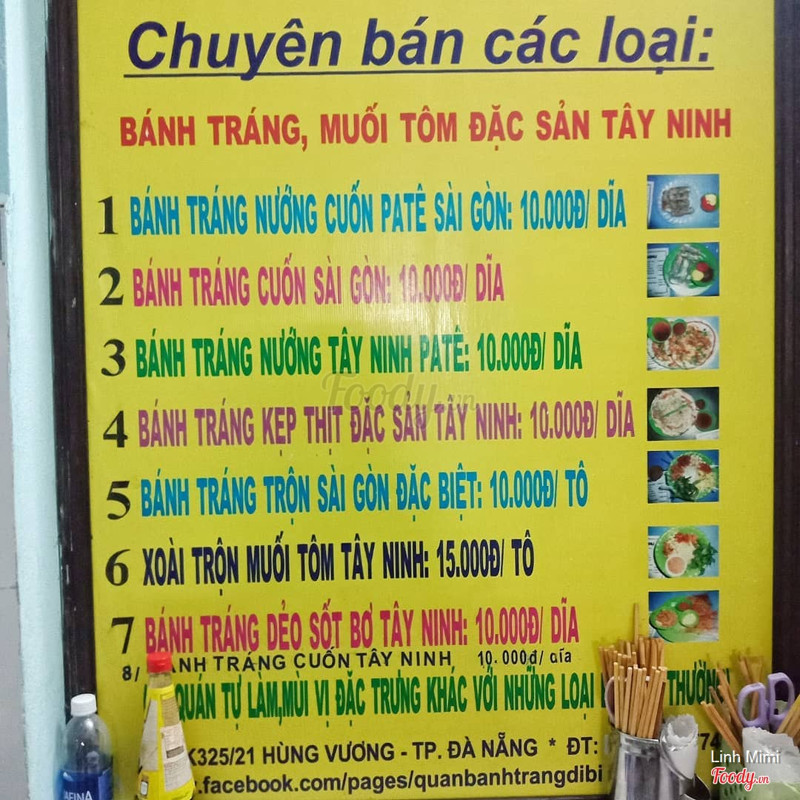 Chuyên bán các loại:
BÁNH TRÁNG, MUỐI TÔM ĐẶC SẢN TÂY NINH
1 BÁNH TRÁNG NƯỚNG CUỐN PATÊ SÀI GÒN: 10.000Đ/ DĨA
2 BÁNH TRÁNG CUỐN SÀI GÒN: 10.000Đ/ DĨA
3 BÁNH TRÁNG NƯỚNG TÂY NINH PATÊ: 10.000Đ/ DĨA
Foody.vn
4 BÁNH TRÁNG KẸP THỊT ĐẶC SẢN TÂY NINH: 10.000Đ/ DĨA
5 BÁNH TRÁNG TRỘN SÀI GÒN ĐẶC BIỆT: 10.000Đ/ TÔ
6 XOÀI TRỘN MUỐI TÔM TÂY NINH: 15.000Đ/ TÔ
7 BÁNH TRÁNG DẺO SỐT BƠ TÂY NINH: 10.000Đ/ DĨA
8/ BÁNH TRÁNG CUỐN TÂY NINH 10.000đ/ dĩa
QUÁN TỰ LÀM,MÙI VỊ ĐẶC TRƯNG KHÁC VỚI NHỮNG LOẠI THƯỜN
K325/21 HÙNG VƯƠNG - TP. ĐÀ NẴNG * ĐT: 74
.facebook.com/pages/quanbanhtrangdibi
Linh Mimi
Foody.vn